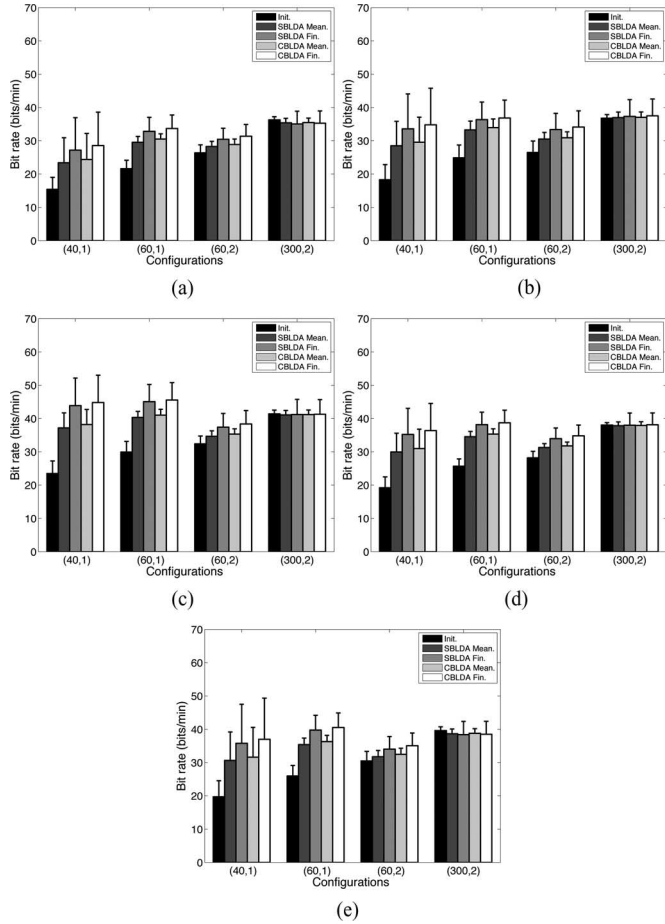 70
60
50
40
30
20
10
0
Bit rate (bits/min)
Init.
SBLDA Mean.
SBLDA Fin.
CBLDA Mean.
CBLDA Fin.
(40,1) (60,1) (60,2) (300,2)
Configurations
(a)
70
60
50
40
30
20
10
0
Bit rate (bits/min)
Init.
SBLDA Mean.
SBLDA Fin.
CBLDA Mean.
CBLDA Fin.
(40,1) (60,1) (60,2) (300,2)
Configurations
(b)
70
60
50
40
30
20
10
0
Bit rate (bits/min)
Init.
SBLDA Mean.
SBLDA Fin.
CBLDA Mean.
CBLDA Fin.
(40,1) (60,1) (60,2) (300,2)
Configurations
(c)
70
60
50
40
30
20
10
0
Bit rate (bits/min)
Init.
SBLDA Mean.
SBLDA Fin.
CBLDA Mean.
CBLDA Fin.
(40,1) (60,1) (60,2) (300,2)
Configurations
(d)
70
60
50
40
30
20
10
0
Bit rate (bits/min)
Init.
SBLDA Mean.
SBLDA Fin.
CBLDA Mean.
CBLDA Fin.
(40,1) (60,1) (60,2) (300,2)
Configurations
(e)